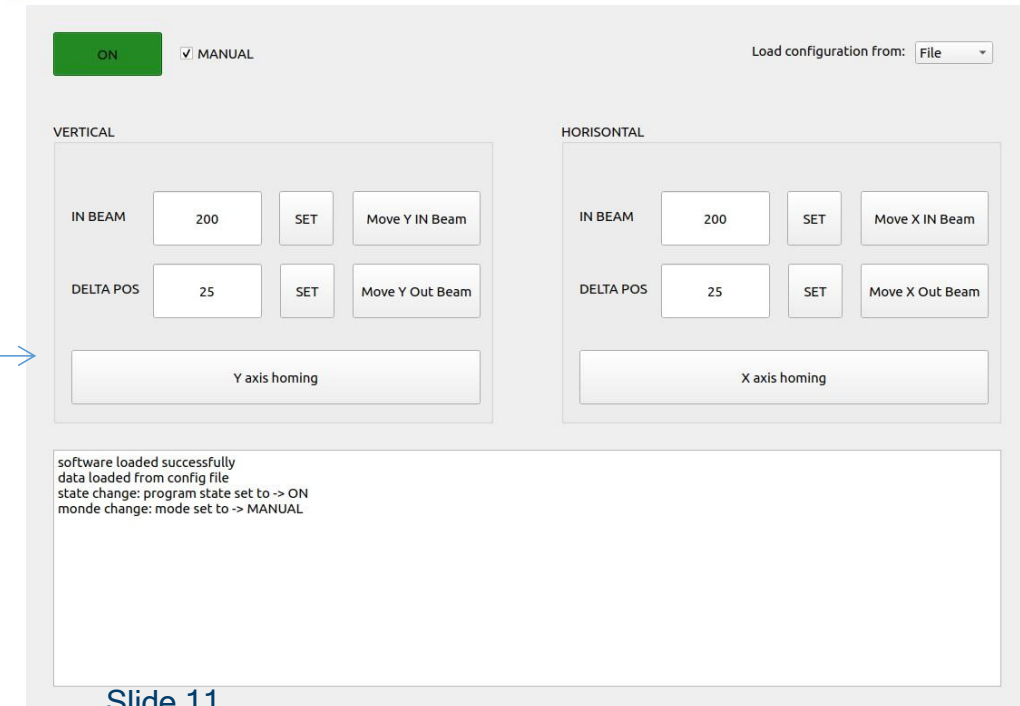 ON
MANUAL
Load configuration from: File
VERTICAL
IN BEAM 200 SET Move Y IN Beam
DELTA POS 25 SET Move Y Out Beam
Y axis homing
HORISONTAL
IN BEAM 200 SET Move X IN Beam
DELTA POS 25 SET Move X Out Beam
X axis homing
software loaded successfully
data loaded from config file
state change: program state set to -> ON
monde change: mode set to -> MANUAL
Slide 11